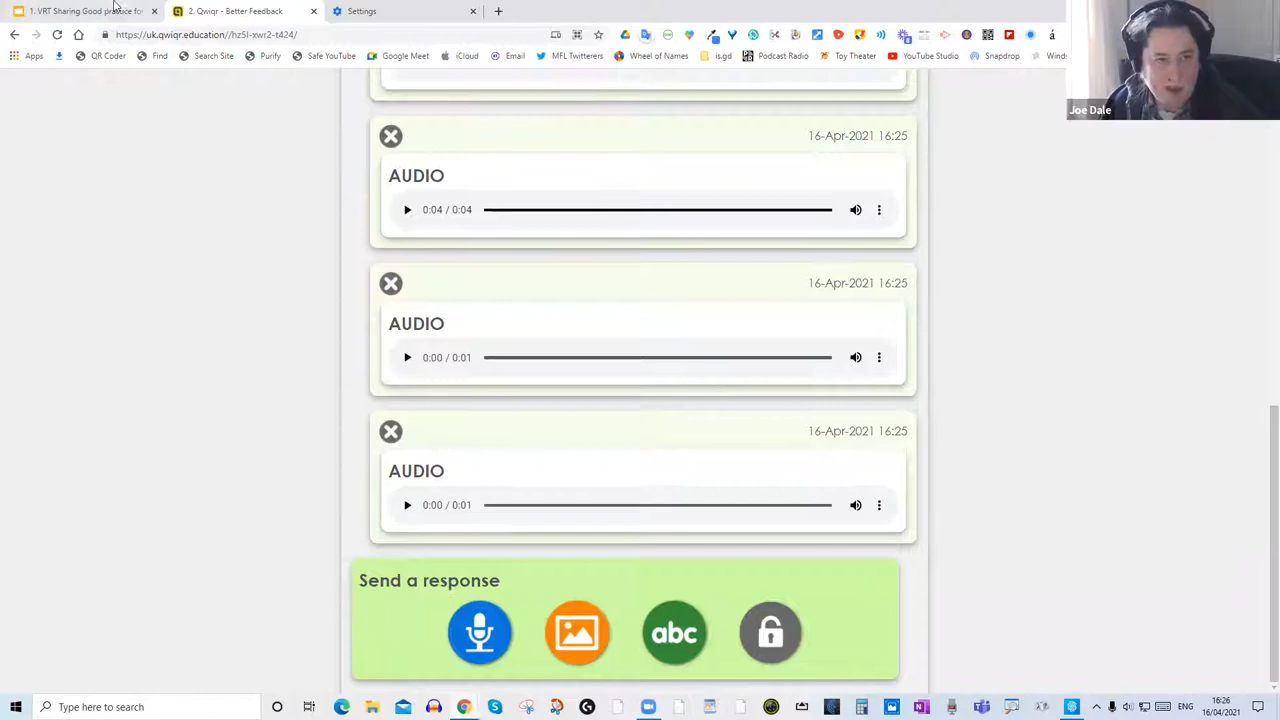 1. VRT Sharing Good practice for
2. Qwiqr - Better Feedback
Settings
https://uk.qwiqr.education//hz5l-xwr2-t424/
Apps
QR Coder
Find
Searchsuite
Purify
Safe YouTube
Google Meet
iCloud
Email
MFL Twitterers
Wheel of Names
is.gd
Podcast Radio
Toy Theater
YouTube Studio
Snapdrop
Wind
Joe Dale
16-Apr-2021 16:25
AUDIO
0:04 / 0:04
16-Apr-2021 16:25
AUDIO
0:00 / 0:01
16-Apr-2021 16:25
AUDIO
0:00 / 0:01
Send a response
abc
Type here to search
16:26
16/04/2021